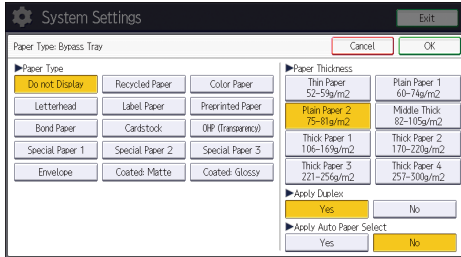 System Settings
Exit
Paper Type: Bypass Tray
Cancel
OK
▶Paper Type
Do not Display
Recycled Paper
Color Paper
Letterhead
Label Paper
Preprinted Paper
Bond Paper
Cardstock
OHP (Transparency)
Special Paper 1
Special Paper 2
Special Paper 3
Envelope
Coated: Matte
Coated: Glossy
▶Paper Thickness
Thin Paper
52-59g/m2
Plain Paper 1
60-74g/m2
Plain Paper 2
75-81g/m2
Middle Thick
82-105g/m2
Thick Paper 1
106-169g/m2
Thick Paper 2
170-220g/m2
Thick Paper 3
221-256g/m2
Thick Paper 4
257-300g/m2
▶Apply Duplex
Yes
No
▶Apply Auto Paper Select
Yes
No